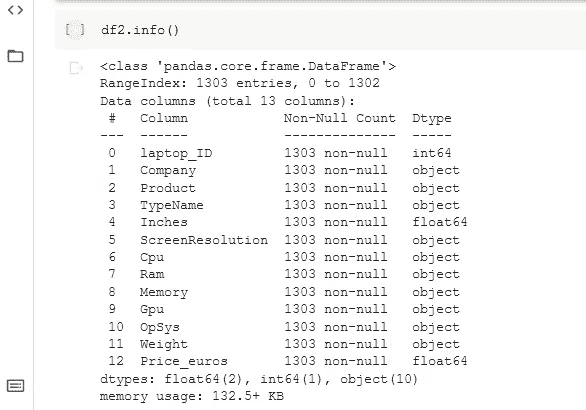 df2.info()
<class 'pandas.core.frame.DataFrame'>
RangeIndex: 1303 entries, 0 to 1302
Data columns (total 13 columns):
 #   Column            Non-Null Count  Dtype
---  ------            --------------  -----
 0   laptop_ID         1303 non-null   int64
 1   Company           1303 non-null   object
 2   Product           1303 non-null   object
 3   TypeName          1303 non-null   object
 4   Inches            1303 non-null   float64
 5   ScreenResolution  1303 non-null   object
 6   Cpu               1303 non-null   object
 7   Ram               1303 non-null   object
 8   Memory            1303 non-null   object
 9   Gpu               1303 non-null   object
 10  OpSys             1303 non-null   object
 11  Weight            1303 non-null   object
 12  Price_euros       1303 non-null   float64
dtypes: float64(2), int64(1), object(10)
memory usage: 132.5+ KB